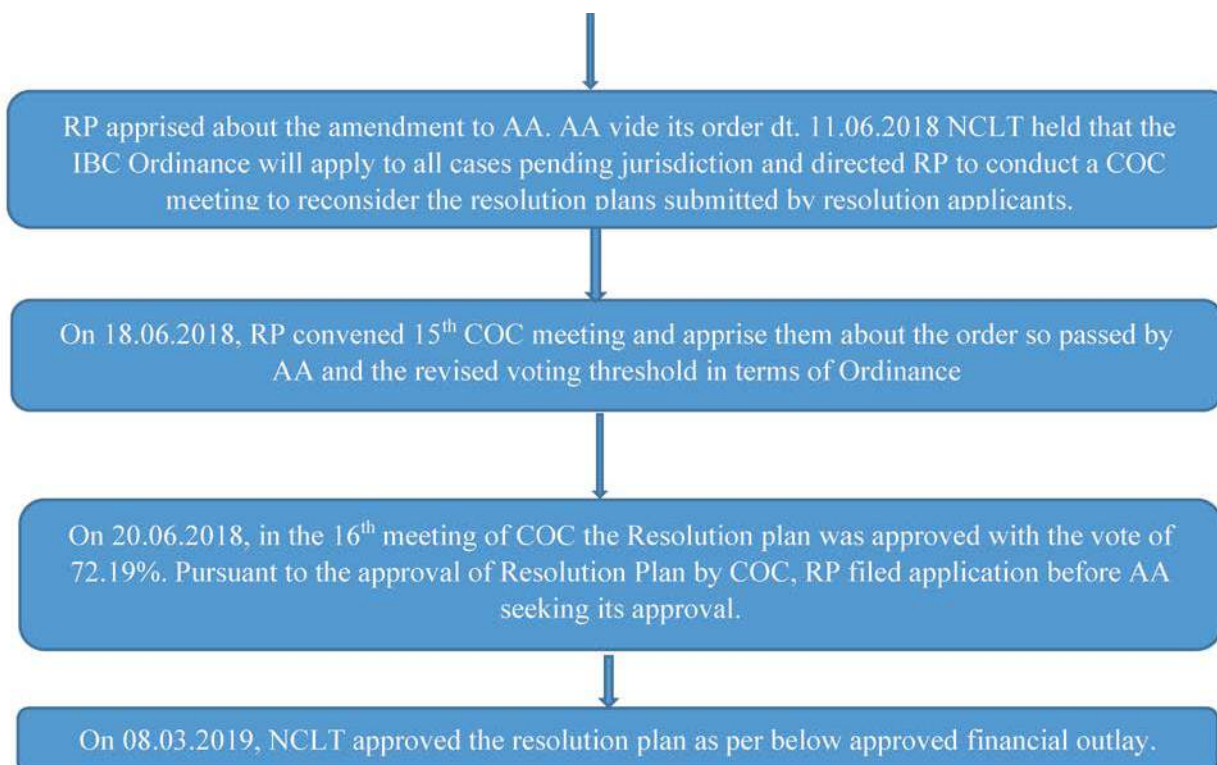 RP apprised about the amendment to AA. AA vide its order dt. 11.06.2018 NCLT held that the
IBC Ordinance will apply to all cases pending jurisdiction and directed RP to conduct a COC
meeting to reconsider the resolution plans submitted by resolution applicants.
On 18.06.2018, RP convened 15th COC meeting and apprise them about the order so passed by
AA and the revised voting threshold in terms of Ordinance
On 20.06.2018, in the 16th meeting of COC the Resolution plan was approved with the vote of
72.19%. Pursuant to the approval of Resolution Plan by COC, RP filed application before AA
seeking its approval.
On 08.03.2019, NCLT approved the resolution plan as per below approved financial outlay.